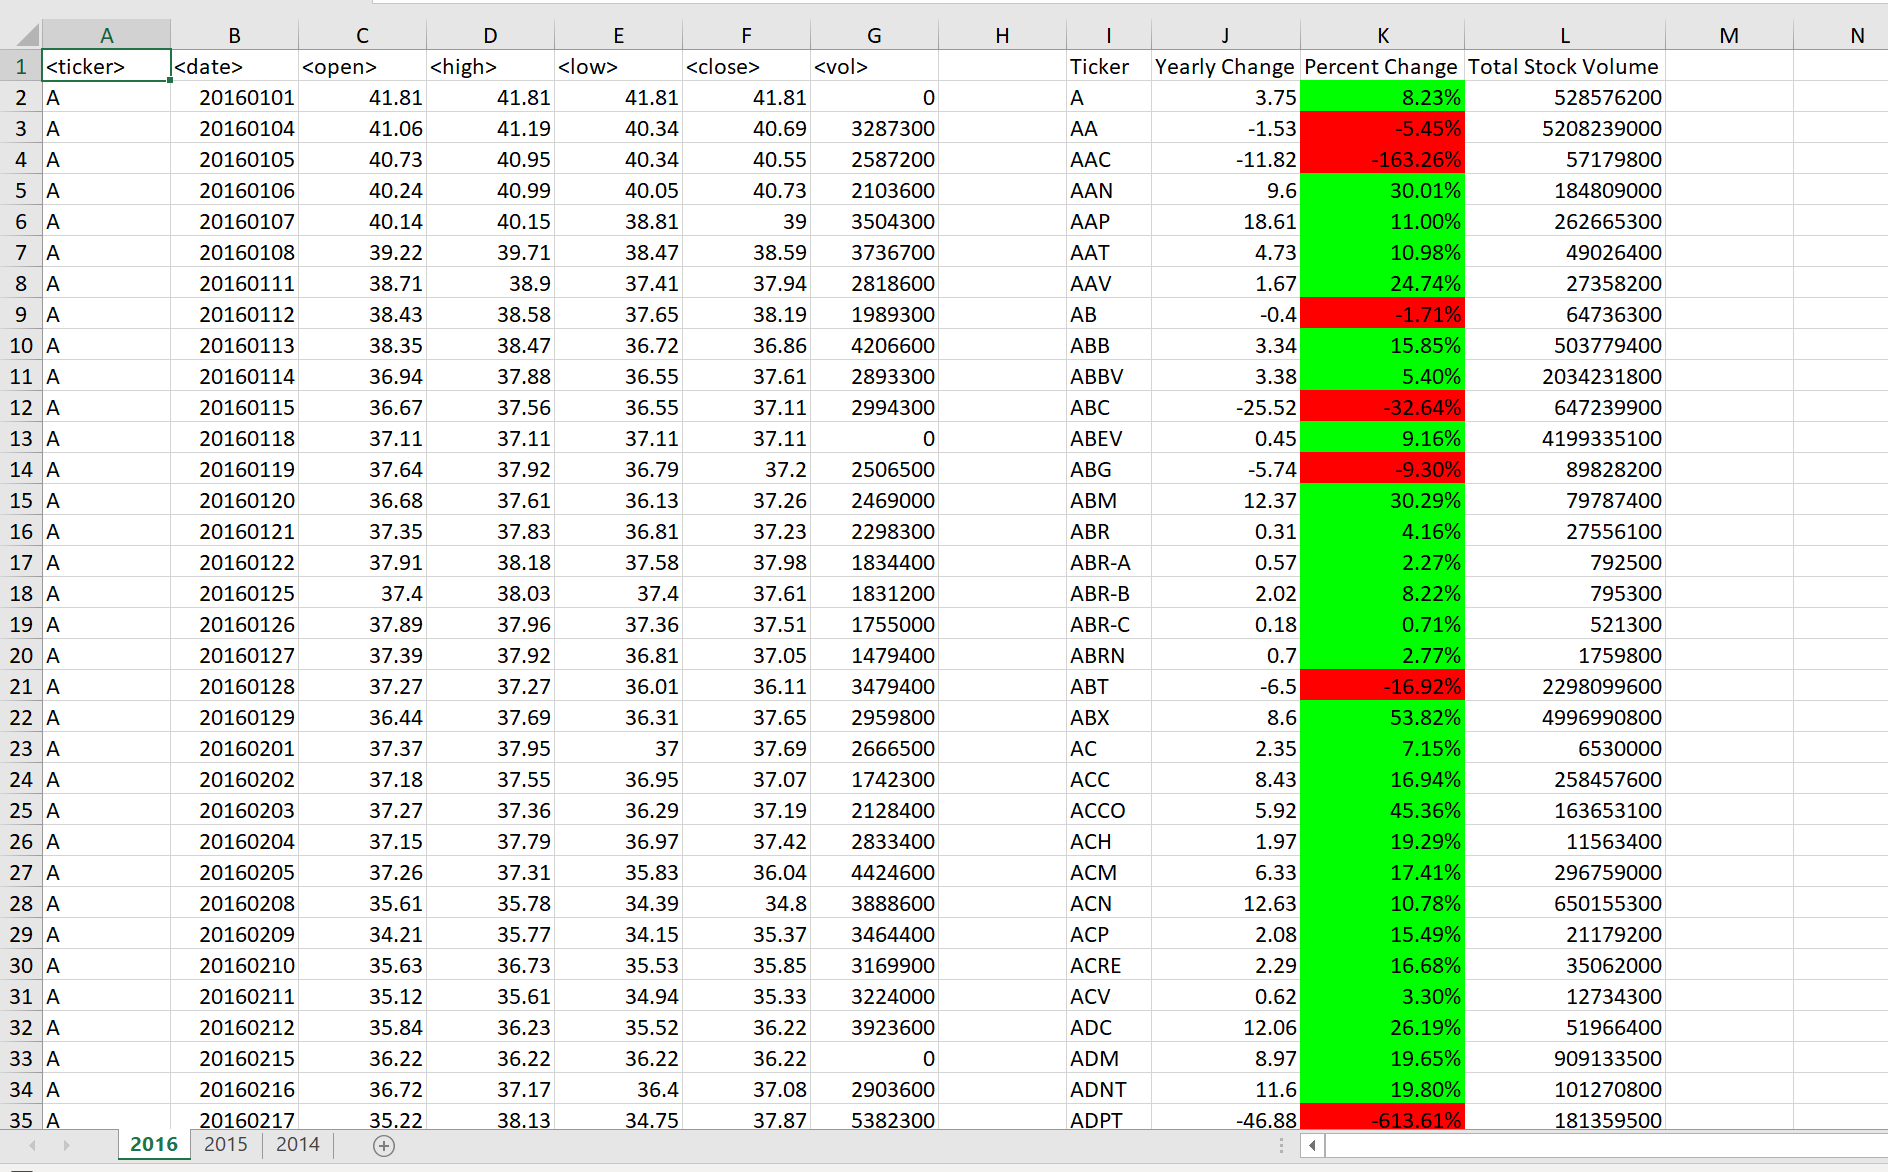 A B C D E F G H I J K L M N
1 <ticker> <date> <open> <high> <low> <close> <vol> Ticker Yearly Change Percent Change Total Stock Volume
2 A 20160101 41.81 41.81 41.81 41.81 0 A 3.75 8.23% 528576200
3 A 20160104 41.06 41.19 40.34 40.69 3287300 AA -1.53 -5.45% 5208239000
4 A 20160105 40.73 40.95 40.34 40.55 2587200 AAC -11.82 -163.26% 57179800
5 A 20160106 40.24 40.99 40.05 40.73 2103600 AAN 9.6 30.01% 184809000
6 A 20160107 40.14 40.15 38.81 39 3504300 AAP 18.61 11.00% 262665300
7 A 20160108 39.22 39.71 38.47 38.59 3736700 AAT 4.73 10.98% 49026400
8 A 20160111 38.71 38.9 37.41 37.94 2818600 AAV 1.67 24.74% 27358200
9 A 20160112 38.43 38.58 37.65 38.19 1989300 AB -0.4 -1.71% 64736300
10 A 20160113 38.35 38.47 36.72 36.86 4206600 ABB 3.34 15.85% 503779400
11 A 20160114 36.94 37.88 36.55 37.61 2893300 ABBV 3.38 5.40% 2034231800
12 A 20160115 36.67 37.56 36.55 37.11 2994300 ABC -25.52 -32.64% 647239900
13 A 20160118 37.11 37.11 37.11 37.11 0 ABEV 0.45 9.16% 4199335100
14 A 20160119 37.64 37.92 36.79 37.2 2506500 ABG -5.74 -9.30% 89828200
15 A 20160120 36.68 37.61 36.13 37.26 2469000 ABM 12.37 30.29% 79787400
16 A 20160121 37.35 37.83 36.81 37.23 2298300 ABR 0.31 4.16% 27556100
17 A 20160122 37.91 38.18 37.58 37.98 1834400 ABR-A 0.57 2.27% 792500
18 A 20160125 37.4 38.03 37.4 37.61 1831200 ABR-B 2.02 8.22% 795300
19 A 20160126 37.89 37.96 37.36 37.51 1755000 ABR-C 0.18 0.71% 521300
20 A 20160127 37.39 37.92 36.81 37.05 1479400 ABRN 0.7 2.77% 1759800
21 A 20160128 37.27 37.27 36.01 36.11 3479400 ABT -6.5 -16.92% 2298099600
22 A 20160129 36.44 37.69 36.31 37.65 2959800 ABX 8.6 53.82% 4996990800
23 A 20160201 37.37 37.95 37 37.69 2666500 AC 2.35 7.15% 6530000
24 A 20160202 37.18 37.55 36.95 37.07 1742300 ACC 8.43 16.94% 258457600
25 A 20160203 37.27 37.36 36.29 37.19 2128400 ACCO 5.92 45.36% 163653100
26 A 20160204 37.15 37.79 36.97 37.42 2833400 ACH 1.97 19.29% 11563400
27 A 20160205 37.26 37.31 35.83 36.04 4424600 ACM 6.33 17.41% 296759000
28 A 20160208 35.61 35.78 34.39 34.8 3888600 ACN 12.63 10.78% 650155300
29 A 20160209 34.21 35.77 34.15 35.37 3464400 ACP 2.08 15.49% 21179200
30 A 20160210 35.63 36.73 35.53 35.85 3169900 ACRE 2.29 16.68% 35062000
31 A 20160211 35.12 35.61 34.94 35.33 3224000 ACV 0.62 3.30% 12734300
32 A 20160212 35.84 36.23 35.52 36.22 3923600 ADC 12.06 26.19% 51966400
33 A 20160215 36.22 36.22 36.22 36.22 0 ADM 8.97 19.65% 909133500
34 A 20160216 36.72 37.17 36.4 37.08 2903600 ADNT 11.6 19.80% 101270800
35 A 20160217 35.22 38.13 34.75 37.87 5382300 ADPT -46.88 -613.61% 181359500
2016 2015 2014